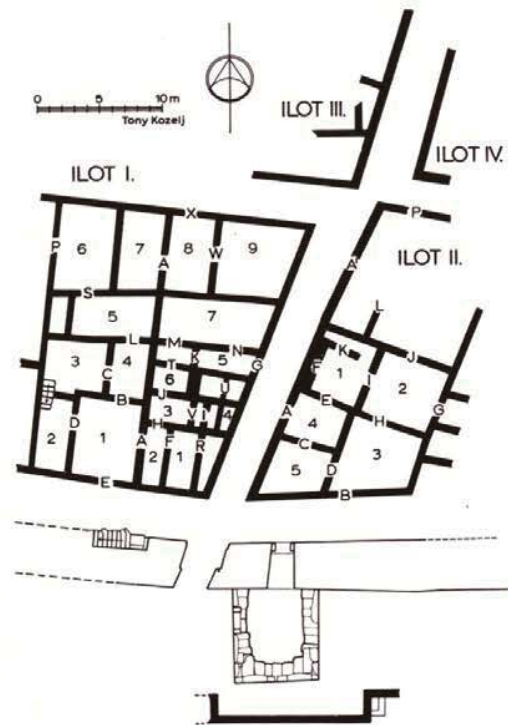 0 5 10 m
Tony Kozelj
ILOT III.
ILOT IV.
ILOT I.
P
X
ILOT II.
P 6 7 A 8 W 9
A'
S
5 7
L
L M N
K 5 G
K J
3 C 4 T
6 U
F 1 I 2
B J
E
D 3 V I' 4
A 4 H G
2 1 A H F R
C
2 1
5 D 3
E
B